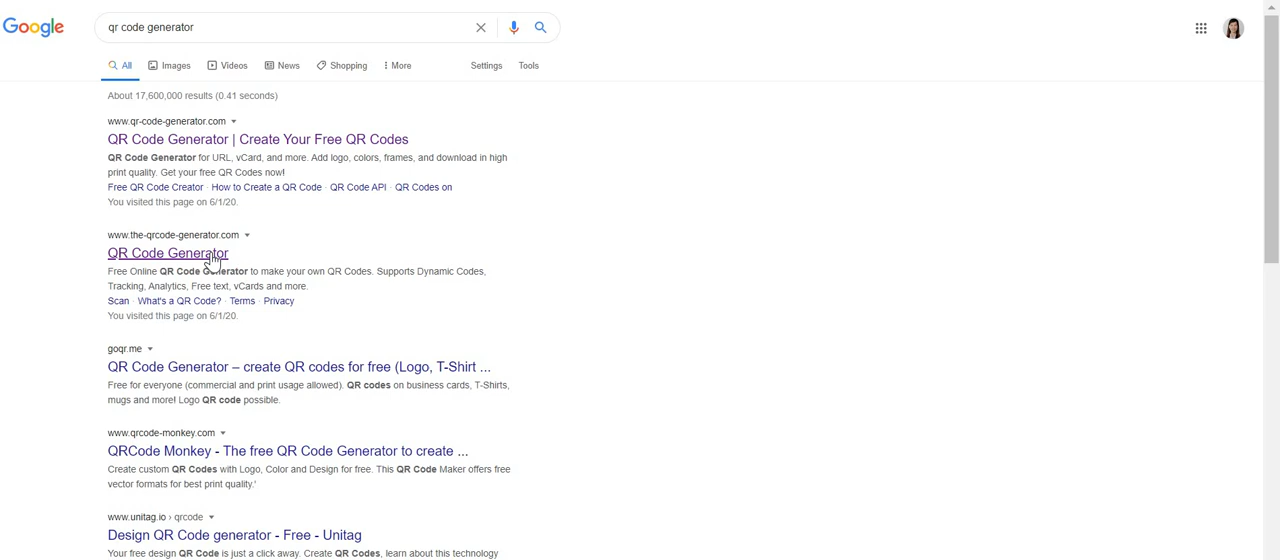 Google
qr code generator
All Images Videos News Shopping More Settings Tools
About 17,600,000 results (0.41 seconds)
www.qr-code-generator.com
QR Code Generator | Create Your Free QR Codes
QR Code Generator for URL, vCard, and more. Add logo, colors, frames, and download in high
print quality. Get your free QR Codes now!
Free QR Code Creator · How to Create a QR Code · QR Code API · QR Codes on
You visited this page on 6/1/20.
www.the-qrcode-generator.com
QR Code Generator
Free Online QR Code Generator to make your own QR Codes. Supports Dynamic Codes,
Tracking, Analytics, Free text, vCards and more.
Scan · What's a QR Code? · Terms · Privacy
You visited this page on 6/1/20.
goqr.me
QR Code Generator – create QR codes for free (Logo, T-Shirt ...
Free for everyone (commercial and print usage allowed). QR codes on business cards, T-Shirts,
mugs and more! Logo QR code possible.
www.qrcode-monkey.com
QRCode Monkey - The free QR Code Generator to create ...
Create custom QR Codes with Logo, Color and Design for free. This QR Code Maker offers free
vector formats for best print quality.'
www.unitag.io › qrcode
Design QR Code generator - Free - Unitag
Your free design QR Code is just a click away. Create QR Codes, learn about this technology